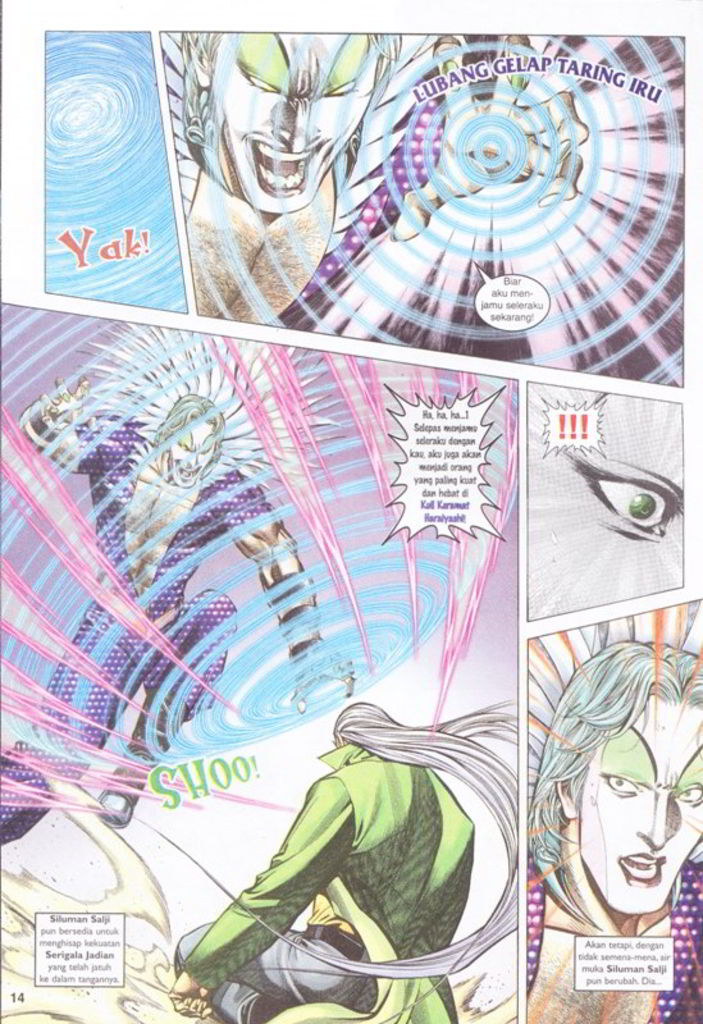 LUBANG GELAP TARING IRU
Yak!
Biar
aku men-
jamu seleraku
sekarang!
Ha, ha, ha...!
Selepas menjamu
seleraku dengan
kau, aku juga akan
menjadi orang
yang paling kuat
dan hebat di
Kuil Keramat
Haraiyashi!
!!!
SHOO!
Siluman Salji
pun bersedia untuk
menghisap kekuatan
Serigala Jadian
yang telah jatuh
ke dalam tangannya.
Akan tetapi, dengan
tidak semena-mena, air
muka Siluman Salji
pun berubah. Dia...
14